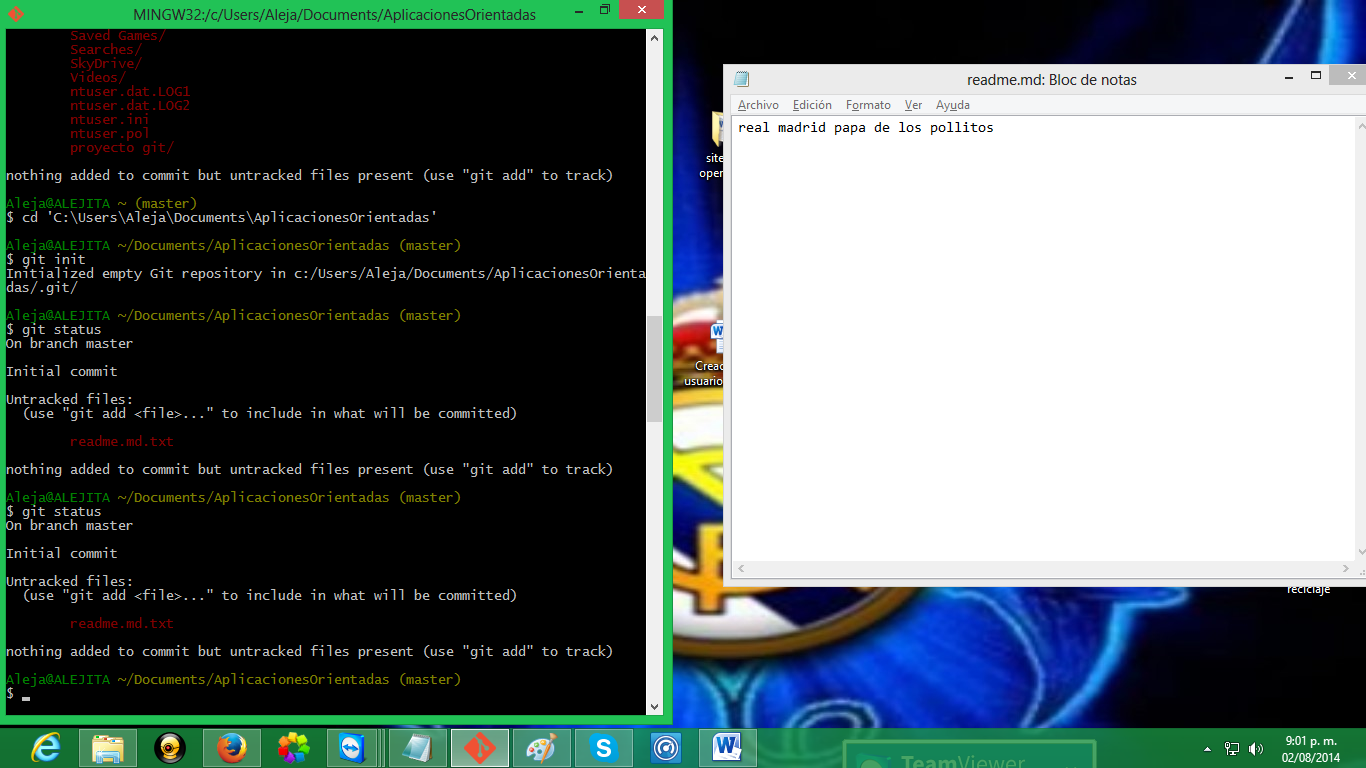 MINGW32:/c/Users/Aleja/Documents/AplicacionesOrientadas
Saved Games/
Searches/
SkyDrive/
Videos/
ntuser.dat.LOG1
ntuser.dat.LOG2
ntuser.ini
ntuser.pol
proyecto git/
nothing added to commit but untracked files present (use "git add" to track)
Aleja@ALEJITA ~ (master)
$ cd 'C:\Users\Aleja\Documents\AplicacionesOrientadas'
Aleja@ALEJITA ~/Documents/AplicacionesOrientadas (master)
$ git init
Initialized empty Git repository in c:/Users/Aleja/Documents/AplicacionesOrienta
das/.git/
Aleja@ALEJITA ~/Documents/AplicacionesOrientadas (master)
$ git status
On branch master
Initial commit
Untracked files:
(use "git add <file>..." to include in what will be committed)
readme.md.txt
nothing added to commit but untracked files present (use "git add" to track)
Aleja@ALEJITA ~/Documents/AplicacionesOrientadas (master)
$ git status
On branch master
Initial commit
Untracked files:
(use "git add <file>..." to include in what will be committed)
readme.md.txt
nothing added to commit but untracked files present (use "git add" to track)
Aleja@ALEJITA ~/Documents/AplicacionesOrientadas (master)
$
readme.md: Bloc de notas
Archivo Edición Formato Ver Ayuda
real madrid papa de los pollitos
site
oper
Creac
usuario
reciclaje
TeamViewer
9:01 p. m.
02/08/2014